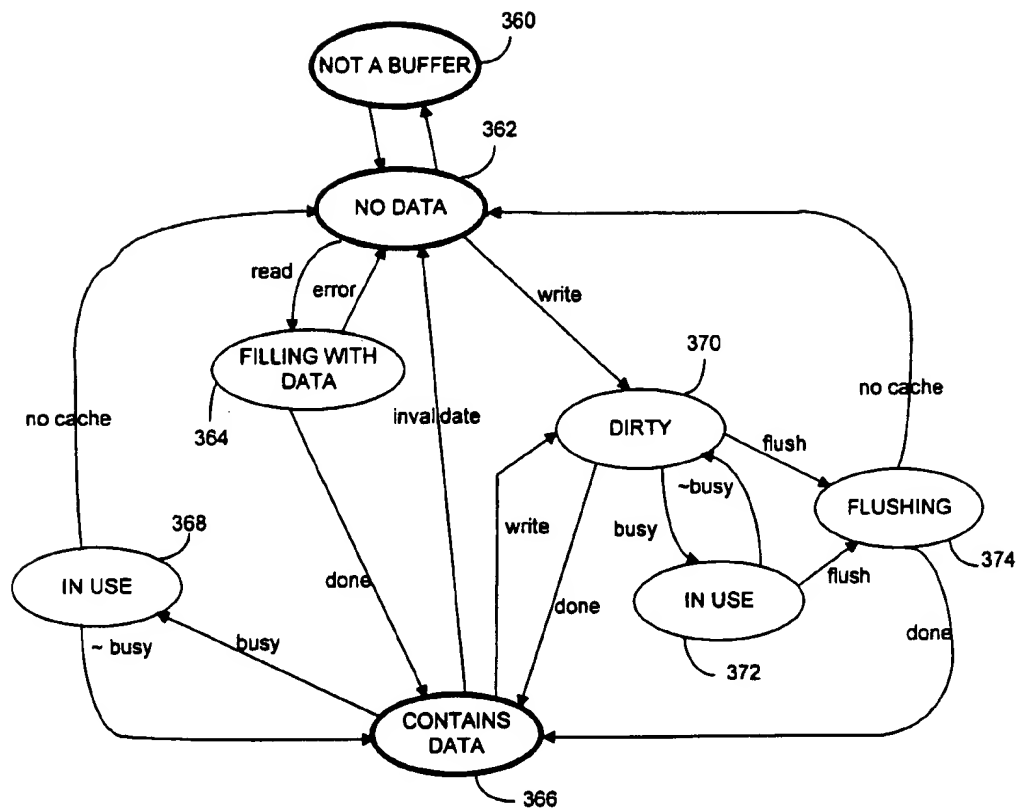 360
NOT A BUFFER
362
NO DATA
read
error
write
FILLING WITH
DATA
370
364
no cache
invalidate
DIRTY
no cache
flush
~busy
FLUSHING
368
write
busy
374
IN USE
done
flush
IN USE
done
done
~ busy
busy
372
CONTAINS
DATA
366